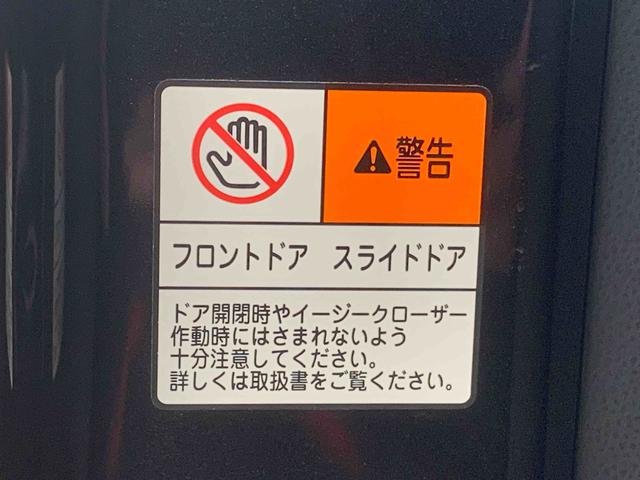 警告
フロントドア　スライドドア
ドア開閉時やイージークローザー
作動時にはさまれないよう
十分注意してください。
詳しくは取扱書をご覧ください。